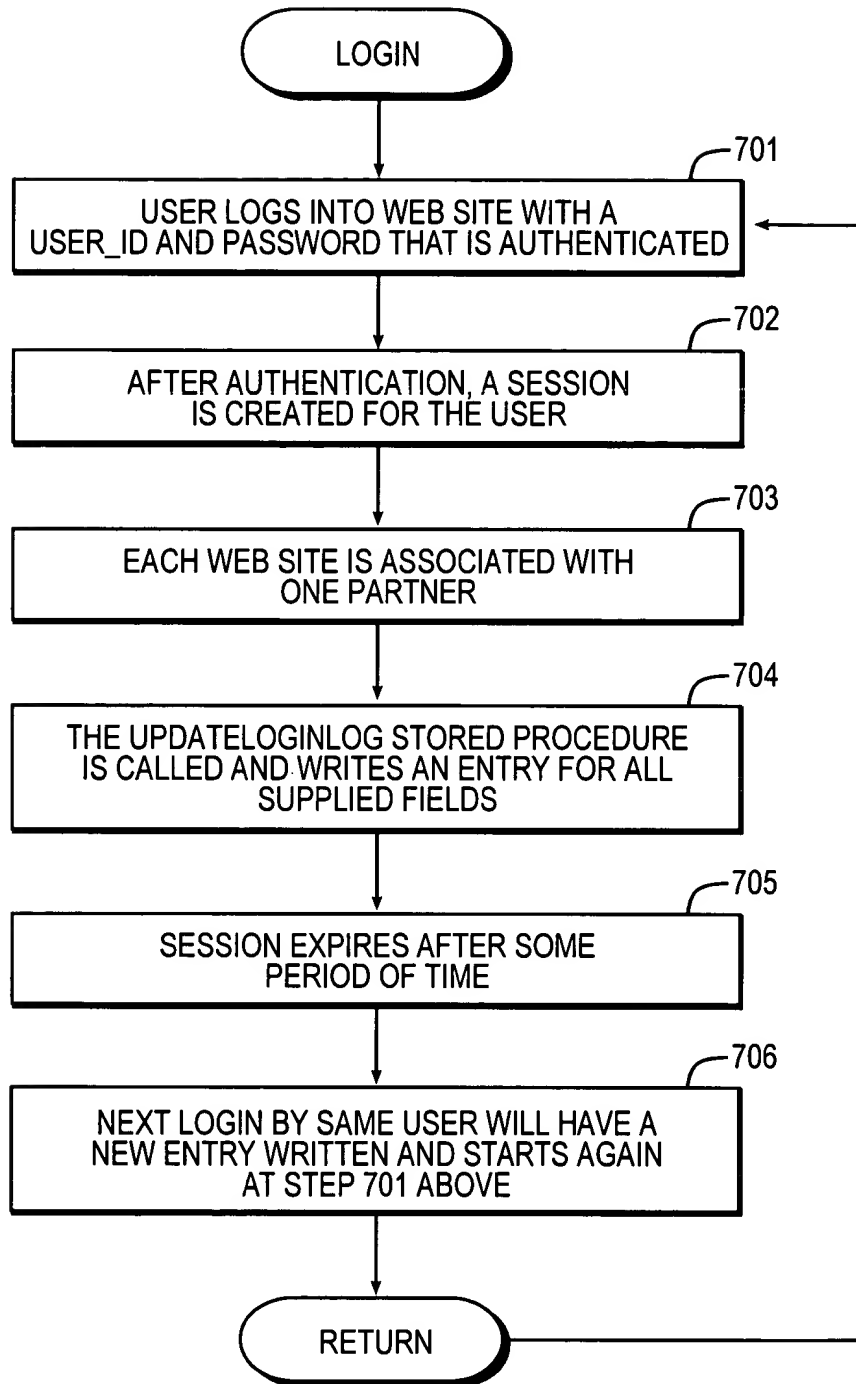 LOGIN
701
USER LOGS INTO WEB SITE WITH A
USER_ID AND PASSWORD THAT IS AUTHENTICATED
702
AFTER AUTHENTICATION, A SESSION
IS CREATED FOR THE USER
703
EACH WEB SITE IS ASSOCIATED WITH
ONE PARTNER
704
THE UPDATELOGINLOG STORED PROCEDURE
IS CALLED AND WRITES AN ENTRY FOR ALL
SUPPLIED FIELDS
705
SESSION EXPIRES AFTER SOME
PERIOD OF TIME
706
NEXT LOGIN BY SAME USER WILL HAVE A
NEW ENTRY WRITTEN AND STARTS AGAIN
AT STEP 701 ABOVE
RETURN